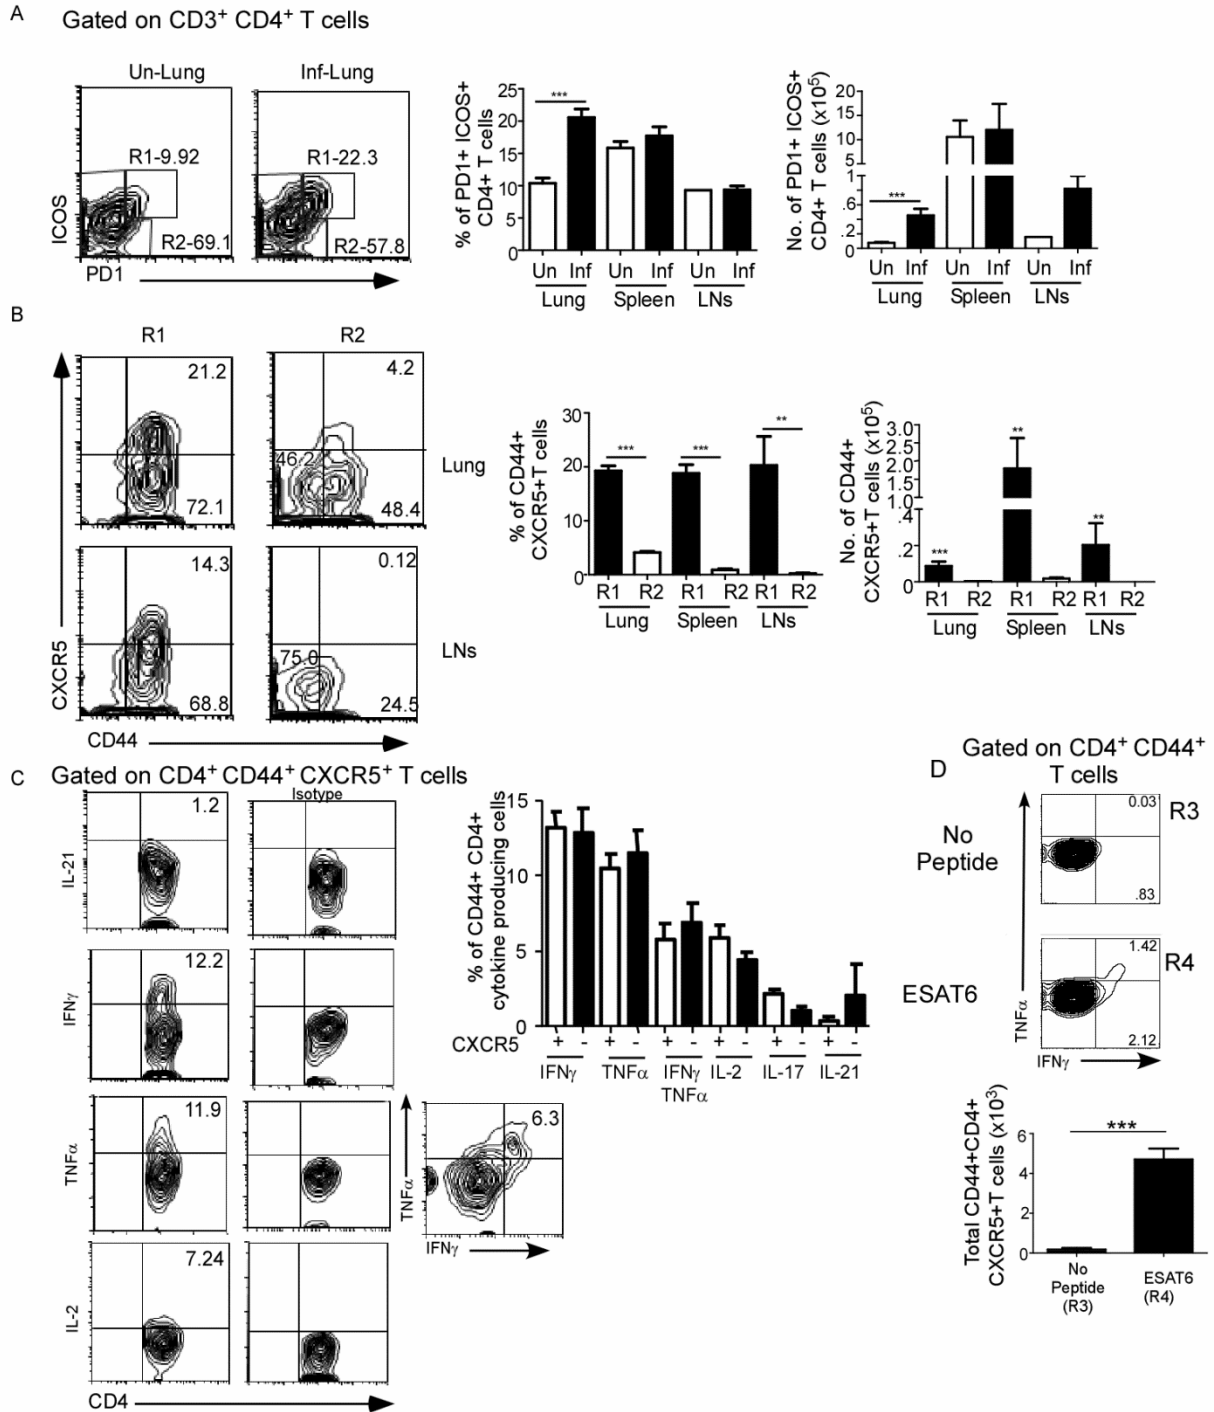 A
Gated on CD3+ CD4+ T cells
Un-Lung
Inf-Lung
R1-9.92
R2-69.1
R1-22.3
R2-57.8
ICOS
PD1
% of PD1+ ICOS+
CD4+ T cells
25
20
15
10
5
0
***
Un Inf Un Inf Un Inf
Lung Spleen LNs
No. of PD1+ ICOS+
CD4+ T cells (x10^5)
20
15
10
5
1
.6
.2
0
***
Un Inf Un Inf Un Inf
Lung Spleen LNs
B
R1
R2
21.2
72.1
4.2
46.2
48.4
Lung
14.3
68.8
0.12
75.0
24.5
LNs
CXCR5
CD44
% of CD44+
CXCR5+T cells
30
20
10
0
*** *** **
R1 R2 R1 R2 R1 R2
Lung Spleen LNs
No. of CD44+
CXCR5+T cells (x10^5)
3.0
2.5
2.0
1.5
1.0
.4
.2
0
*** ** **
R1 R2 R1 R2 R1 R2
Lung Spleen LNs
C
Gated on CD4+ CD44+ CXCR5+ T cells
Isotype
IL-21
1.2
IFNγ
12.2
TNFα
11.9
IL-2
7.24
CD4
% of CD44+ CD4+
cytokine producing cells
15
10
5
0
CXCR5 + - + - + - + - + - + -
IFNγ TNFα IFNγ IL-2 IL-17 IL-21
TNFα
TNFα
6.3
IFNγ
D
Gated on CD4+ CD44+
T cells
No
Peptide
0.03
.83
R3
ESAT6
1.42
2.12
R4
TNFα
IFNγ
Total CD44+CD4+
CXCR5+T cells (x10^3)
6
4
2
0
***
No
Peptide
(R3)
ESAT6
(R4)